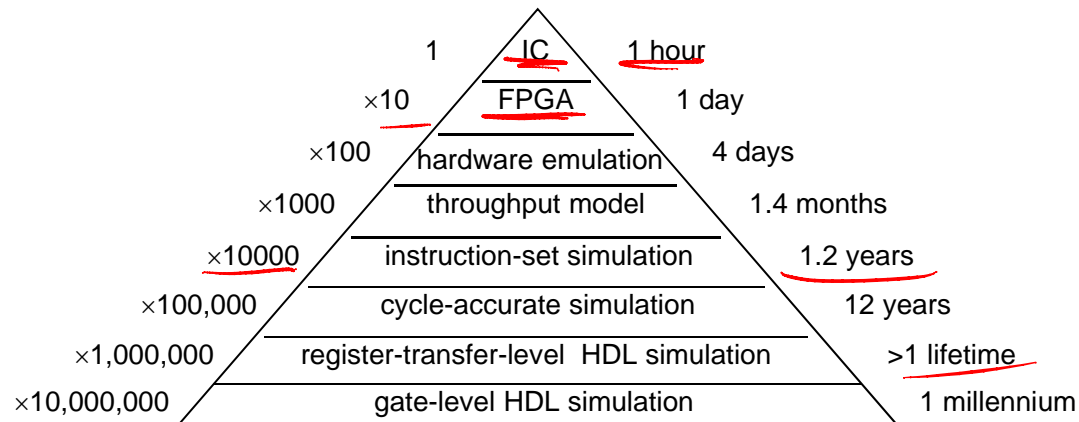 1 IC 1 hour
×10 FPGA 1 day
×100 hardware emulation 4 days
×1000 throughput model 1.4 months
×10000 instruction-set simulation 1.2 years
×100,000 cycle-accurate simulation 12 years
×1,000,000 register-transfer-level HDL simulation >1 lifetime
×10,000,000 gate-level HDL simulation 1 millennium